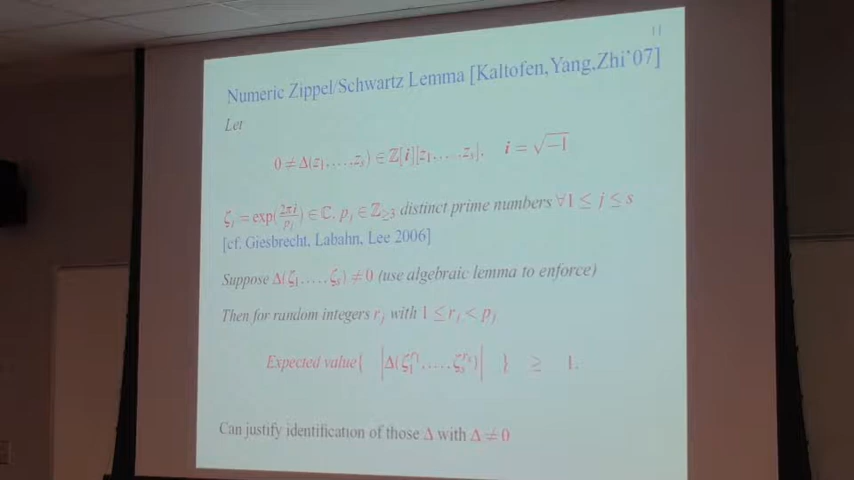 11
Numeric Zippel/Schwartz Lemma [Kaltofen,Yang,Zhi'07]
Let
0 ≠ Δ(z₁,…,zₛ) ∈ ℤ[i][z₁,…,zₛ], i = √−1
ζⱼ = exp(2πi/pⱼ) ∈ ℂ, pⱼ ∈ ℤ≥3 distinct prime numbers ∀1 ≤ j ≤ s
[cf. Giesbrecht, Labahn, Lee 2006]
Suppose Δ(ζ₁,…,ζₛ) ≠ 0 (use algebraic lemma to enforce)
Then for random integers rⱼ with 1 ≤ rⱼ < pⱼ
Expected value{ |Δ(ζ₁^r₁,…,ζₛ^rₛ)| } ≥ 1.
Can justify identification of those Δ with Δ ≠ 0